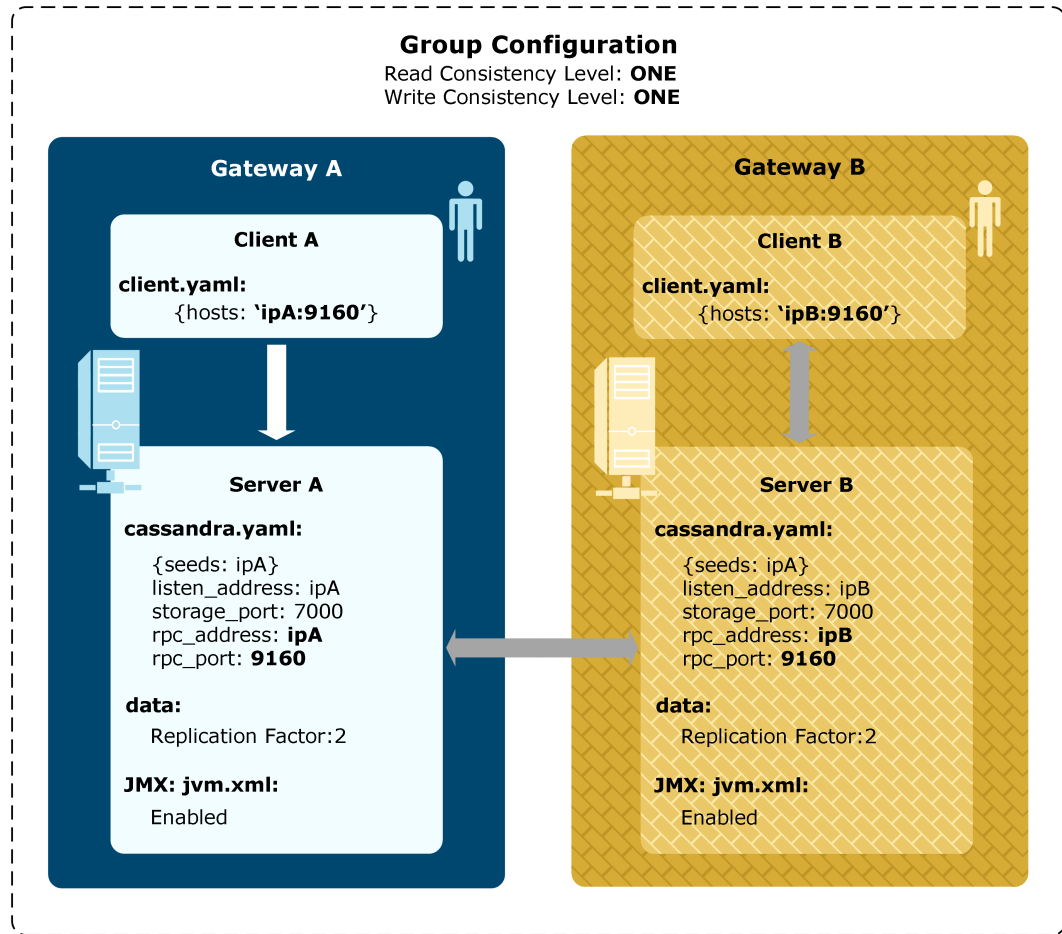 Group Configuration
Read Consistency Level: ONE
Write Consistency Level: ONE
Gateway A
Client A
client.yaml:
{hosts: ‘ipA:9160’}
Server A
cassandra.yaml:
{seeds: ipA}
listen_address: ipA
storage_port: 7000
rpc_address: ipA
rpc_port: 9160
data:
Replication Factor:2
JMX: jvm.xml:
Enabled
Gateway B
Client B
client.yaml:
{hosts: ‘ipB:9160’}
Server B
cassandra.yaml:
{seeds: ipA}
listen_address: ipB
storage_port: 7000
rpc_address: ipB
rpc_port: 9160
data:
Replication Factor:2
JMX: jvm.xml:
Enabled